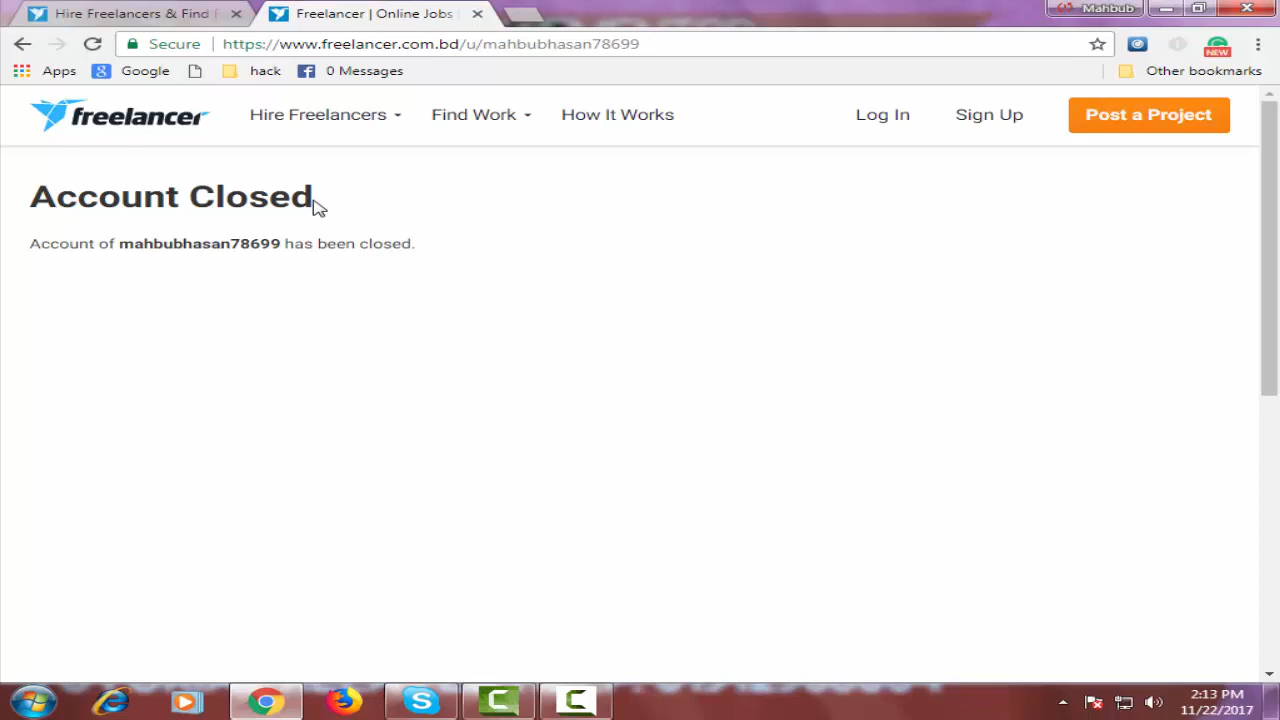 Hire Freelancers & Find
Freelancer | Online Jobs
Mahbub
Secure
https://www.freelancer.com.bd/u/mahbubhasan78699
NEW
Apps
Google
hack
0 Messages
Other bookmarks
freelancer
Hire Freelancers
Find Work
How It Works
Log In
Sign Up
Post a Project
Account Closed
Account of mahbubhasan78699 has been closed.
2:13 PM
11/22/2017